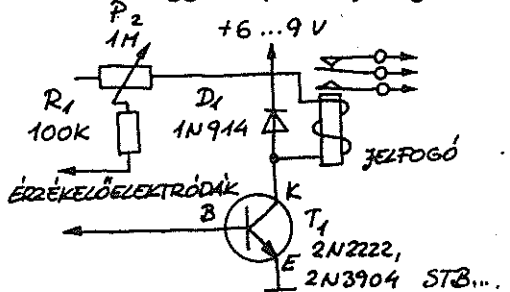 P2
1M
+6...9 V
R1
100K
D1
1N914
JELFOGÓ
ÉRZÉKELŐELEKTRÓDÁK
B
K
T1
E
2N2222,
2N3904 STB...